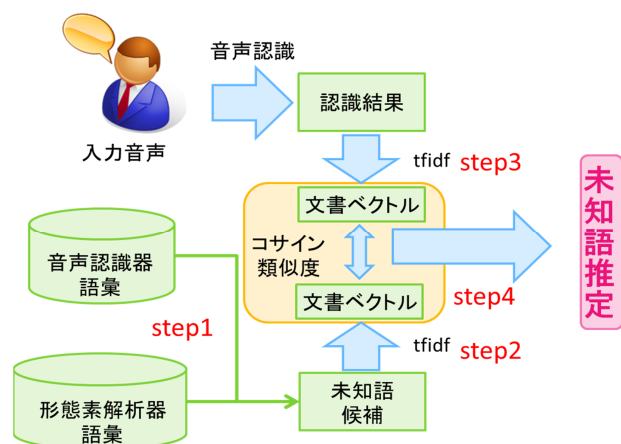 音声認識
認識結果
入力音声
tfidf
step3
文書ベクトル
コサイン
類似度
文書ベクトル
step4
未知語推定
音声認識器
語彙
step1
tfidf
step2
形態素解析器
語彙
未知語
候補